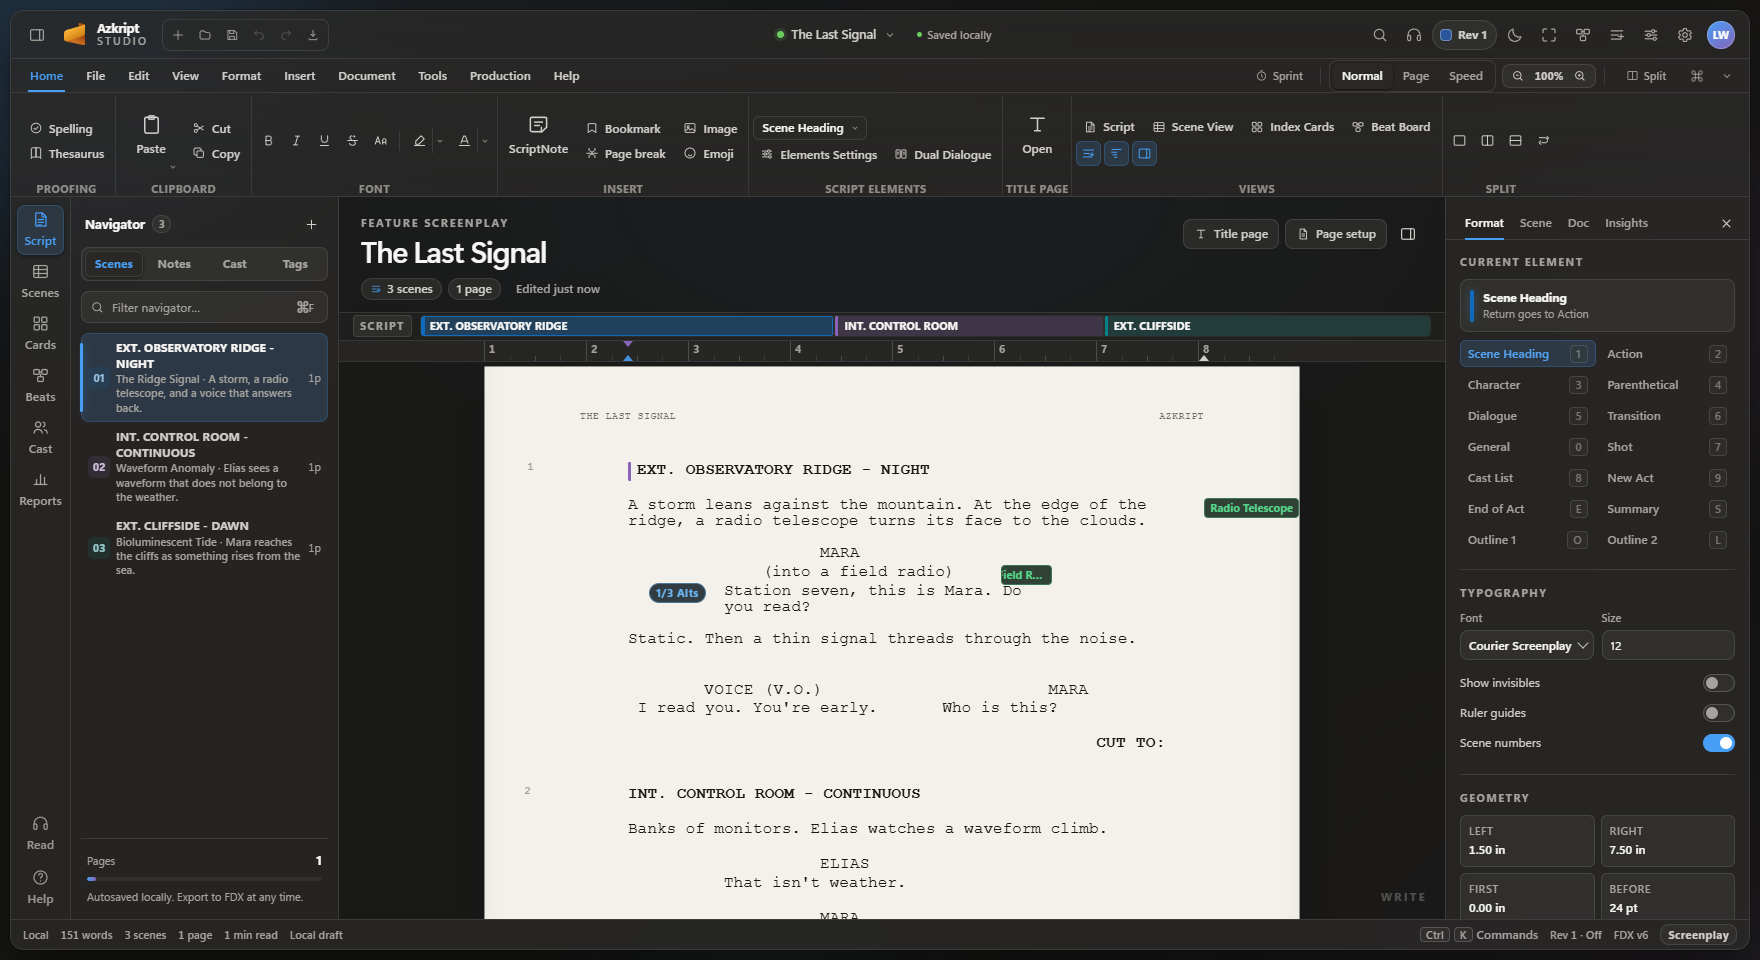 Azkript
STUDIO
The Last Signal
Saved locally
Rev 1
LW
Home
File
Edit
View
Format
Insert
Document
Tools
Production
Help
Sprint
Normal
Page
Speed
100%
Split
Spelling
Thesaurus
PROOFING
Paste
Cut
Copy
CLIPBOARD
FONT
ScriptNote
Bookmark
Page break
Image
Emoji
INSERT
Scene Heading
Elements Settings
Dual Dialogue
SCRIPT ELEMENTS
Open
TITLE PAGE
Script
Scene View
Index Cards
Beat Board
VIEWS
SPLIT
Script
Scenes
Cards
Beats
Cast
Reports
Read
Help
Navigator 3
Scenes
Notes
Cast
Tags
Filter navigator... ⌘F
EXT. OBSERVATORY RIDGE -
NIGHT
01
The Ridge Signal · A storm, a radio
telescope, and a voice that answers
back.
1p
INT. CONTROL ROOM -
CONTINUOUS
02
Waveform Anomaly · Elias sees a
waveform that does not belong to
the weather.
1p
EXT. CLIFFSIDE - DAWN
03
Bioluminescent Tide · Mara reaches
the cliffs as something rises from the
sea.
1p
Pages 1
Autosaved locally. Export to FDX at any time.
FEATURE SCREENPLAY
The Last Signal
3 scenes
1 page
Edited just now
Title page
Page setup
SCRIPT
EXT. OBSERVATORY RIDGE
INT. CONTROL ROOM
EXT. CLIFFSIDE
1 2 3 4 5 6 7 8
THE LAST SIGNAL
AZKRIPT
1
EXT. OBSERVATORY RIDGE - NIGHT
A storm leans against the mountain. At the edge of the
ridge, a radio telescope turns its face to the clouds.
Radio Telescope
MARA
(into a field radio)
ield R...
1/3 Alts
Station seven, this is Mara. Do
you read?
Static. Then a thin signal threads through the noise.
VOICE (V.O.)
I read you. You're early.
MARA
Who is this?
CUT TO:
2
INT. CONTROL ROOM - CONTINUOUS
Banks of monitors. Elias watches a waveform climb.
ELIAS
That isn't weather.
MARA
WRITE
Format
Scene
Doc
Insights
CURRENT ELEMENT
Scene Heading
Return goes to Action
Scene Heading 1
Action 2
Character 3
Parenthetical 4
Dialogue 5
Transition 6
General 0
Shot 7
Cast List 8
New Act 9
End of Act E
Summary S
Outline 1 O
Outline 2 L
TYPOGRAPHY
Font
Size
Courier Screenplay
12
Show invisibles
Ruler guides
Scene numbers
GEOMETRY
LEFT
1.50 in
RIGHT
7.50 in
FIRST
0.00 in
BEFORE
24 pt
Local
151 words
3 scenes
1 page
1 min read
Local draft
Ctrl K Commands
Rev 1 · Off
FDX v6
Screenplay